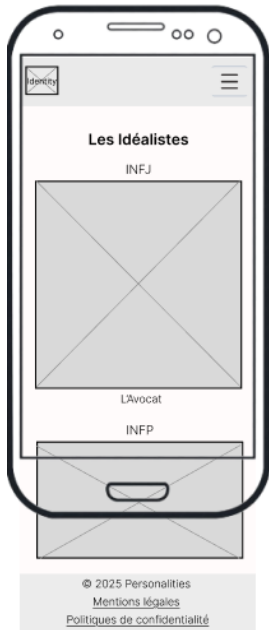 Identity
Les Idéalistes
INFJ
L'Avocat
INFP
© 2025 Personalities
Mentions légales
Politiques de confidentialité